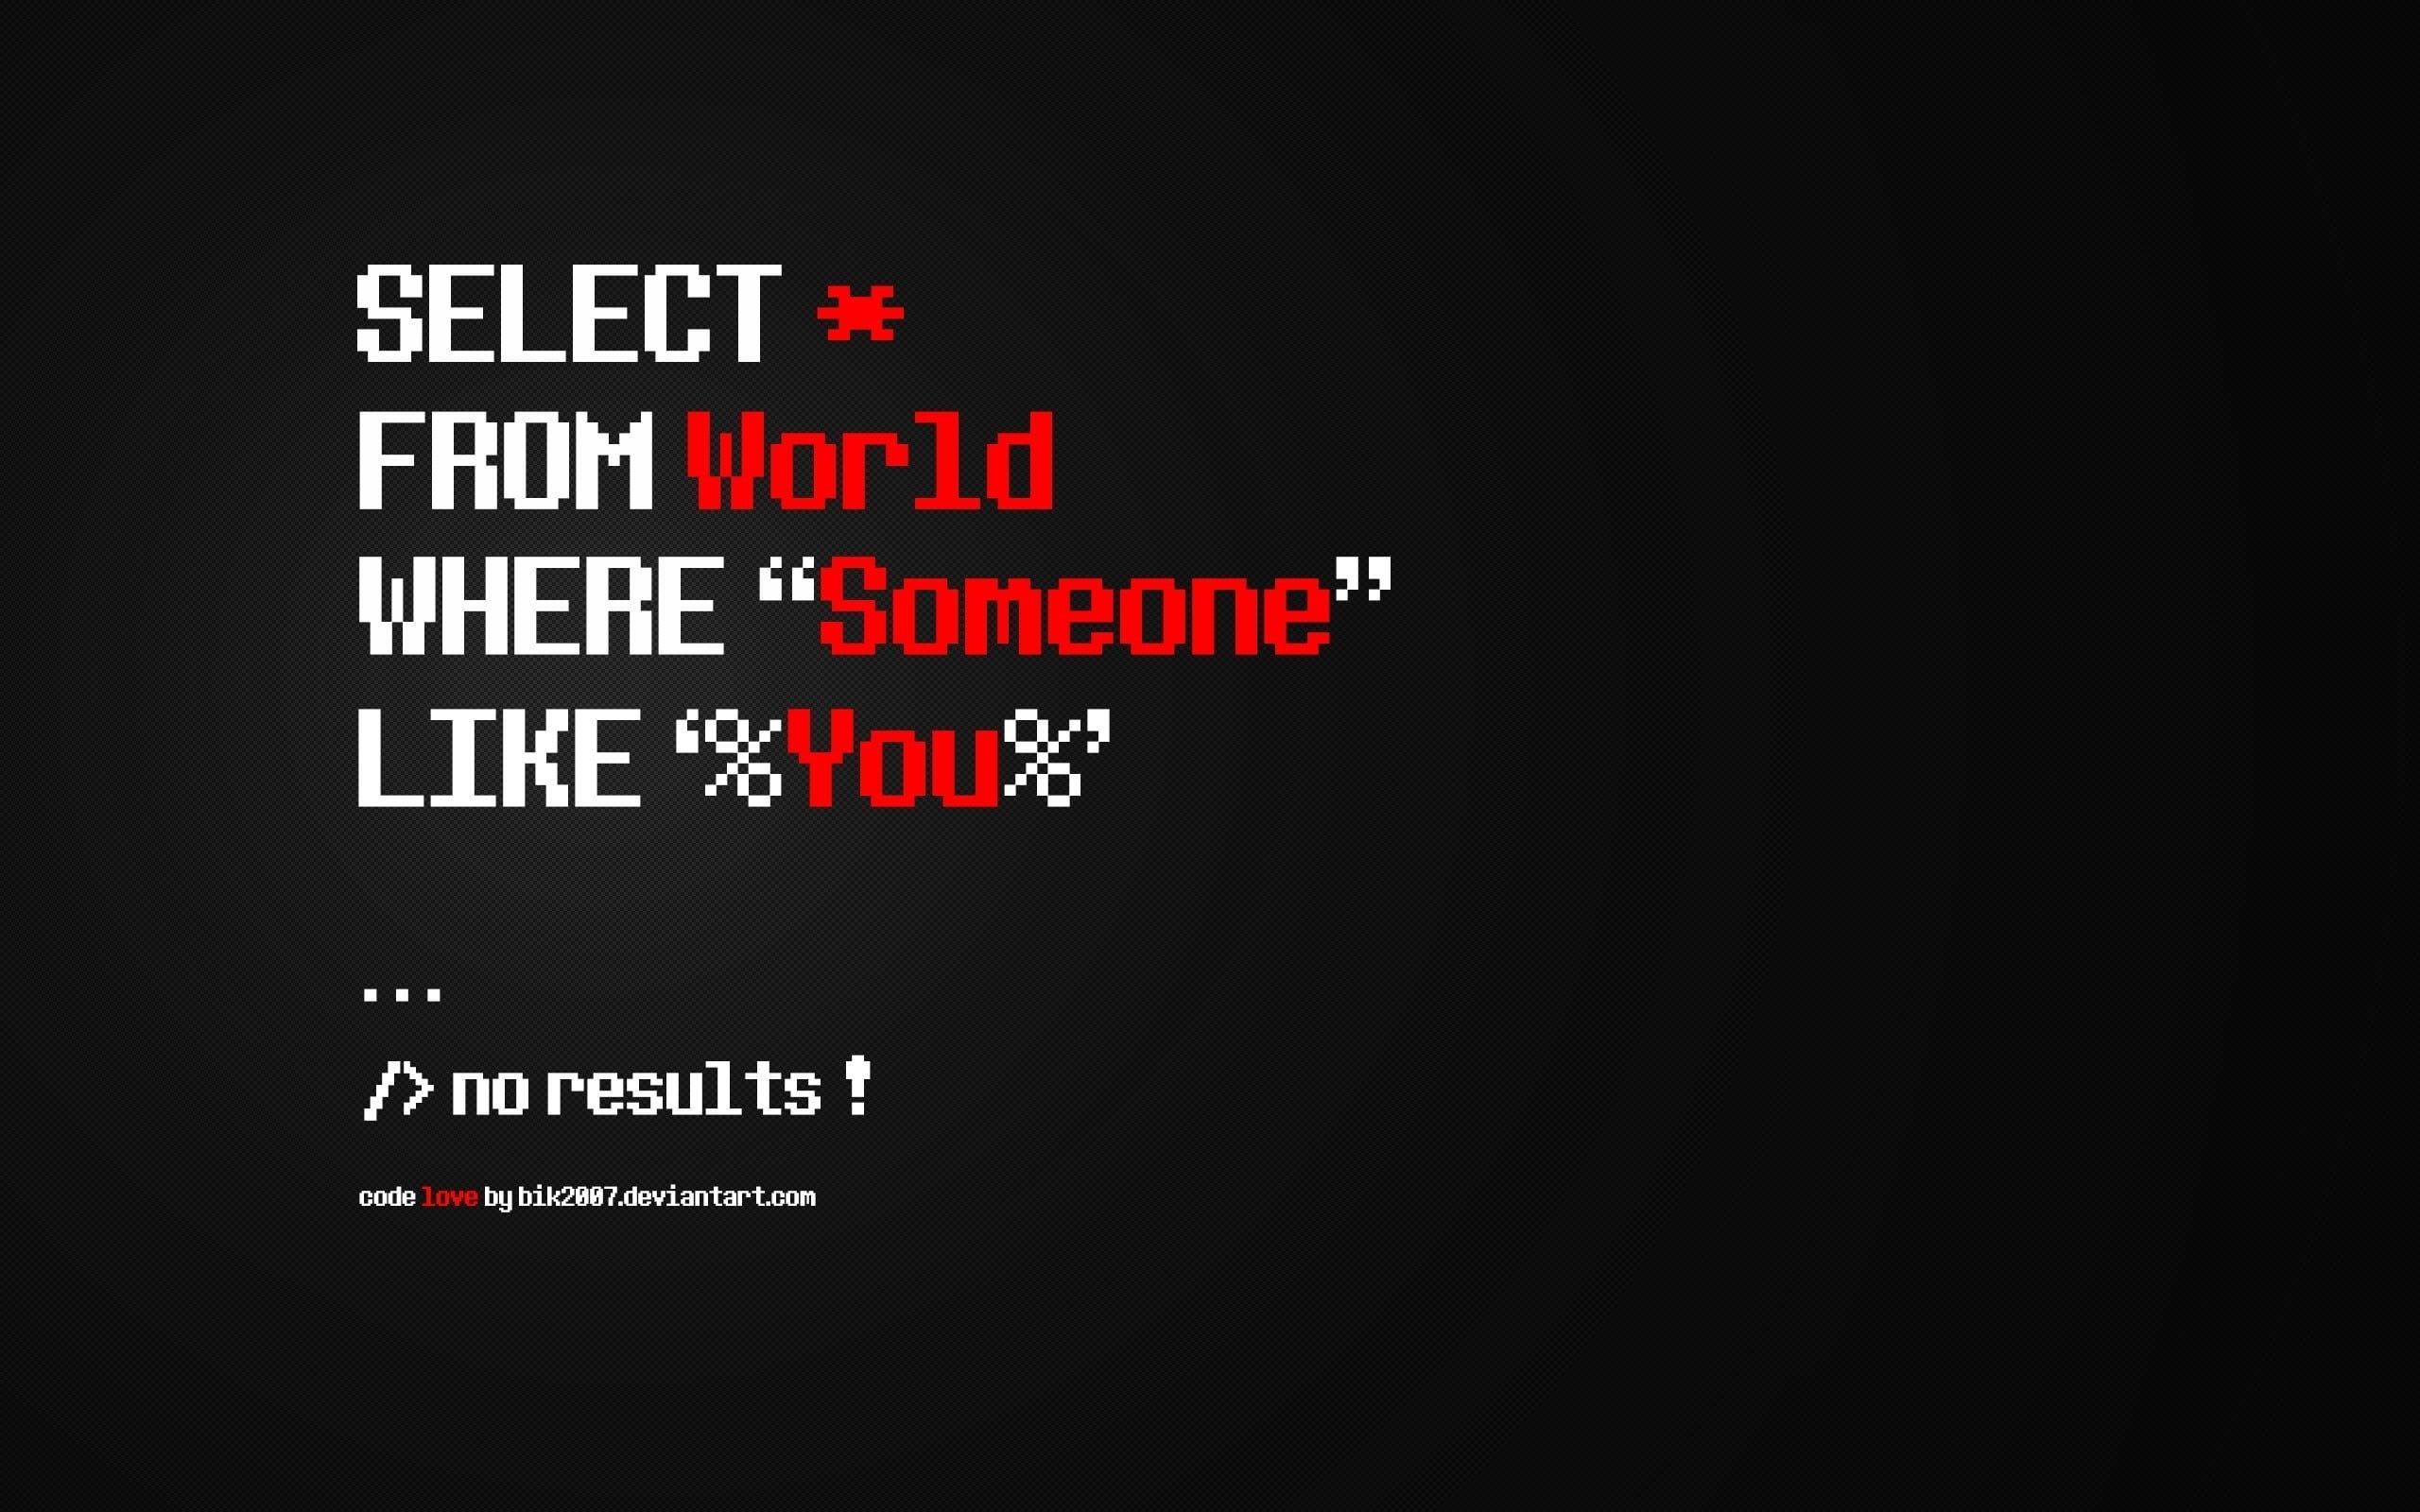 SELECT *
FROM World
WHERE “Someone”
LIKE ‘%You%’
...
/> no results !
code love by bik2007.deviantart.com